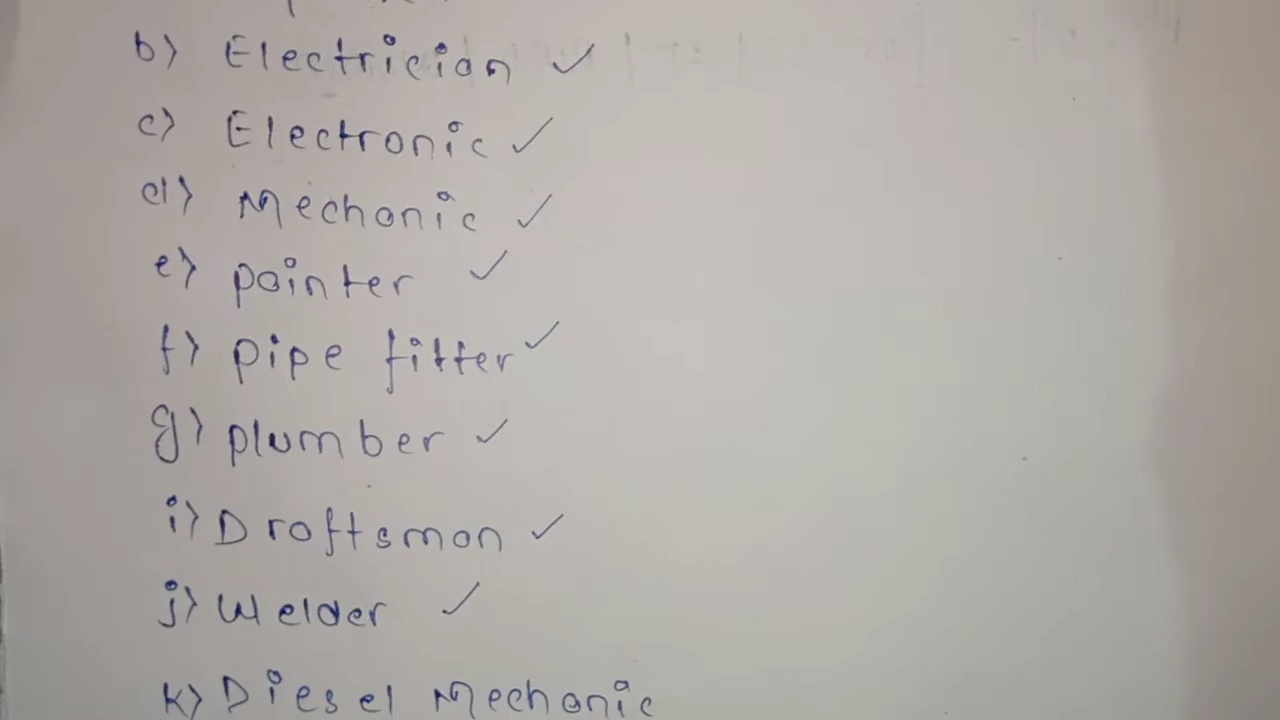 b) Electrician ✓
c) Electronic ✓
d) Mechanic ✓
e) painter ✓
f) pipe fitter ✓
g) plumber ✓
i) Draftsman ✓
j) Welder ✓
k) Diesel Mechanic